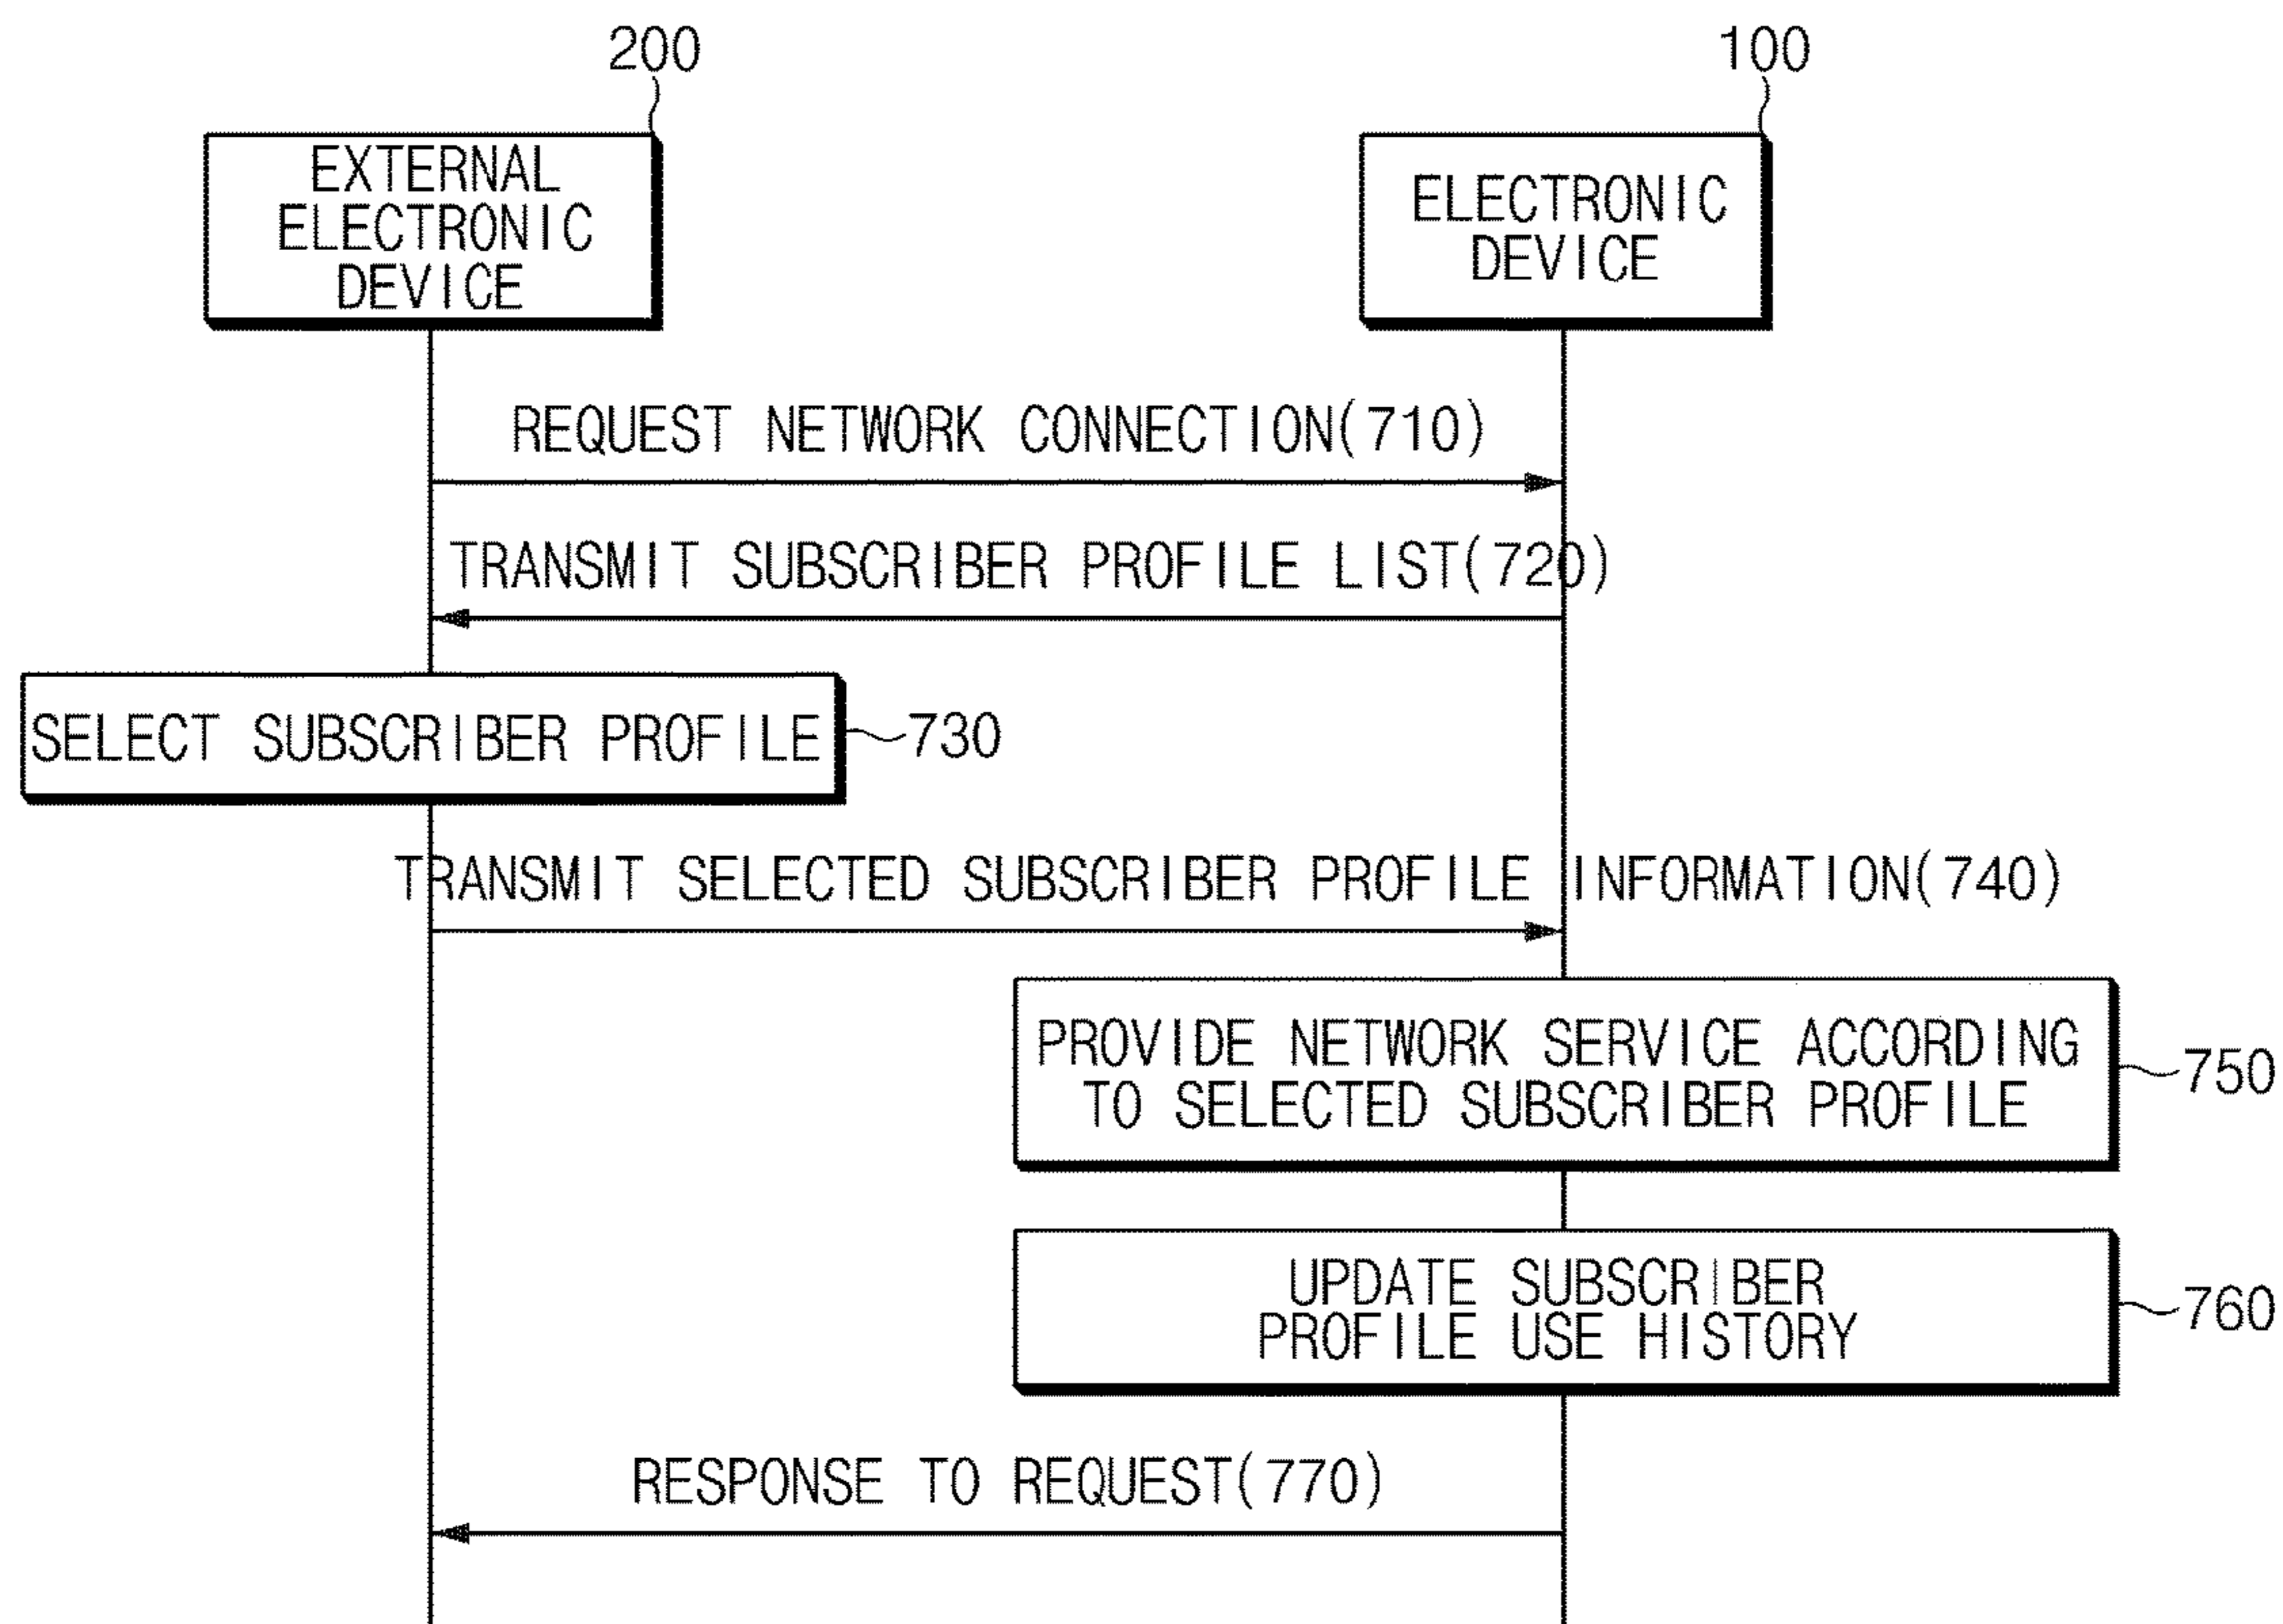 200
100
EXTERNAL
ELECTRONIC
DEVICE
ELECTRONIC
DEVICE
REQUEST NETWORK CONNECTION(710)
TRANSMIT SUBSCRIBER PROFILE LIST(720)
SELECT SUBSCRIBER PROFILE
730
TRANSMIT SELECTED SUBSCRIBER PROFILE INFORMATION(740)
PROVIDE NETWORK SERVICE ACCORDING
TO SELECTED SUBSCRIBER PROFILE
750
UPDATE SUBSCRIBER
PROFILE USE HISTORY
760
RESPONSE TO REQUEST(770)